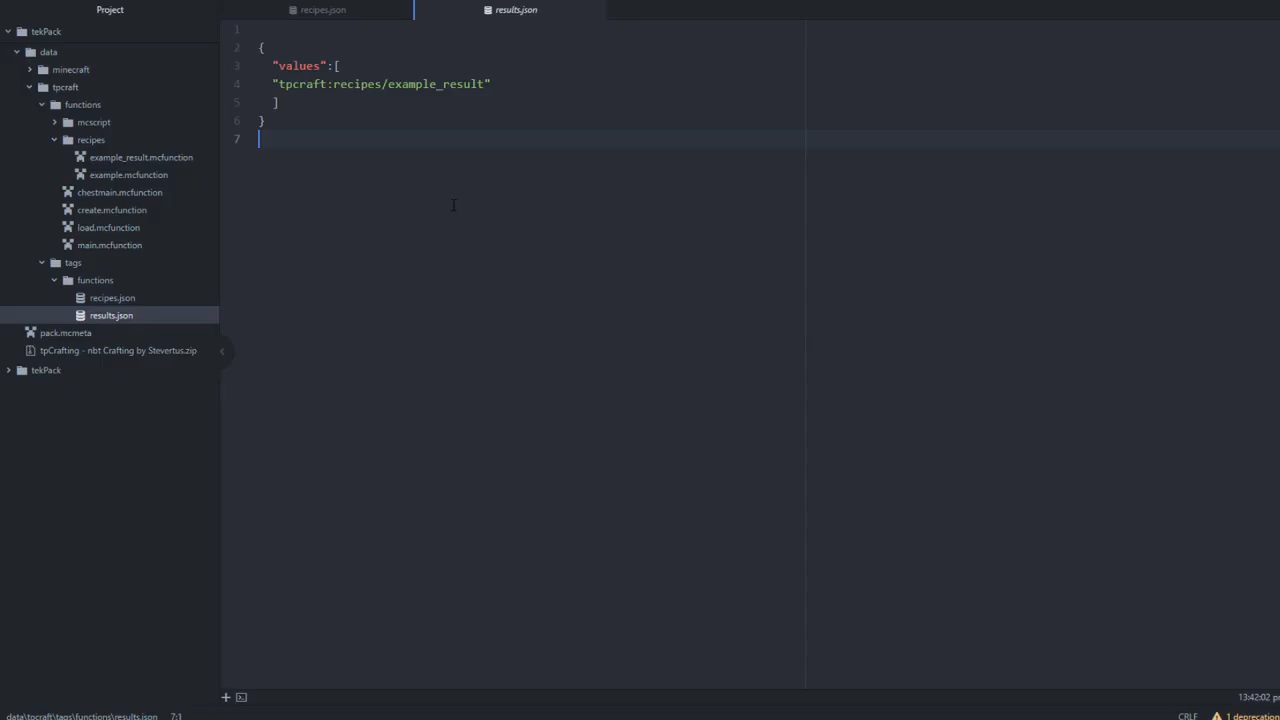 Project
recipes.json
results.json
tekPack
data
minecraft
tpcraft
functions
mcscript
recipes
example_result.mcfunction
example.mcfunction
chestmain.mcfunction
create.mcfunction
load.mcfunction
main.mcfunction
tags
functions
recipes.json
results.json
pack.mcmeta
tpCrafting - nbt Crafting by Stevertus.zip
tekPack
1
2 {
3 "values":[
4 "tpcraft:recipes/example_result"
5 ]
6 }
7
13:42:02 p
data\tpcraft\tags\functions\results.json 7:1
CRLF
1 deprecation